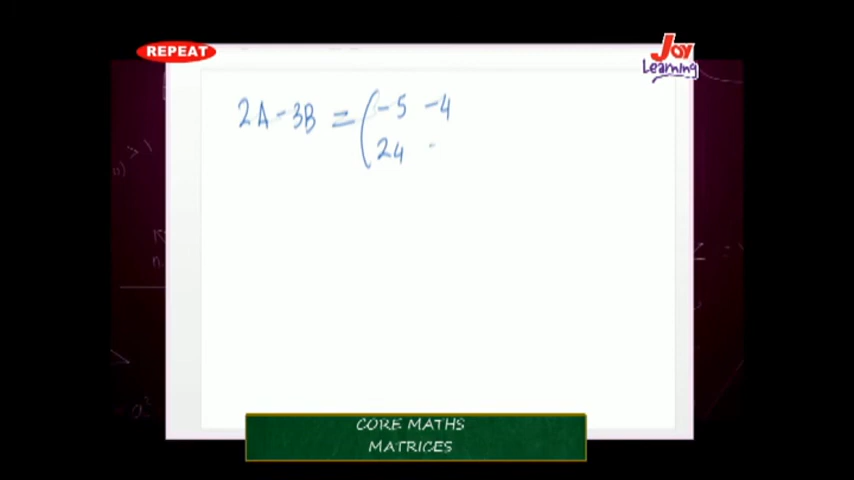 REPEAT
Joy
Learning
2A - 3B = ( -5 -4
24 -
CORE MATHS
MATRICES